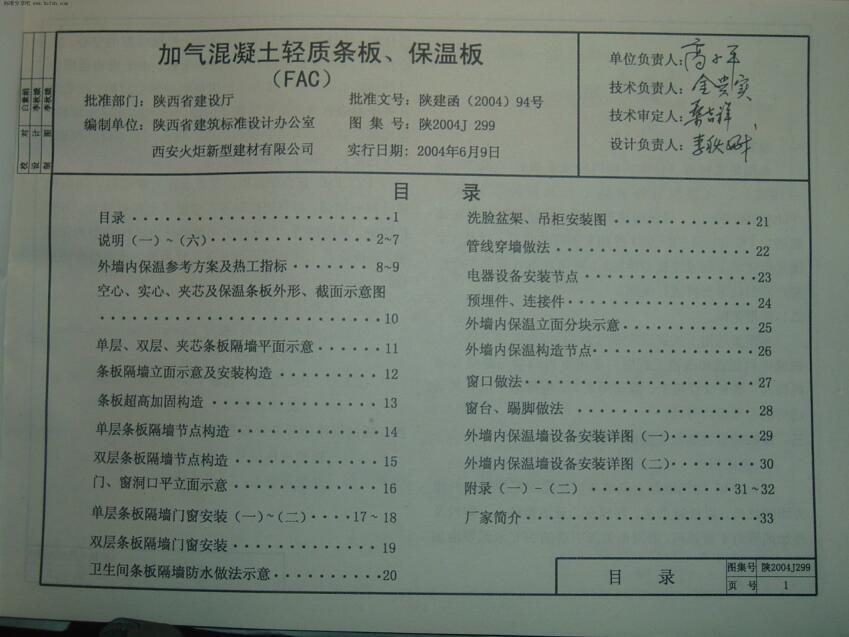 加气混凝土轻质条板、保温板
（FAC）
批准部门：陕西省建设厅
批准文号：陕建函（2004）94号
编制单位：陕西省建筑标准设计办公室
图 集 号：陕2004J 299
西安火炬新型建材有限公司
实行日期：2004年6月9日
单位负责人：
技术负责人：
技术审定人：
设计负责人：
校 对
设 计
制 图
目 录
目录··························1
说明（一）~（六）·················2~7
外墙内保温参考方案及热工指标········8~9
空心、实心、夹芯及保温条板外形、截面示意图
····························10
单层、双层、夹芯条板隔墙平面示意······11
条板隔墙立面示意及安装构造·········12
条板超高加固构造················13
单层条板隔墙节点构造··············14
双层条板隔墙节点构造··············15
门、窗洞口平立面示意··············16
单层条板隔墙门窗安装（一）~（二）····17~18
双层条板隔墙门窗安装··············19
卫生间条板隔墙防水做法示意··········20
洗脸盆架、吊柜安装图·············21
管线穿墙做法··················22
电器设备安装节点···············23
预埋件、连接件················24
外墙内保温立面分块示意············25
外墙内保温构造节点··············26
窗口做法····················27
窗台、踢脚做法················28
外墙内保温墙设备安装详图（一）·······29
外墙内保温墙设备安装详图（二）·······30
附录（一）-（二）·············31~32
厂家简介····················33
目 录
图集号 陕2004J299
页 号 1